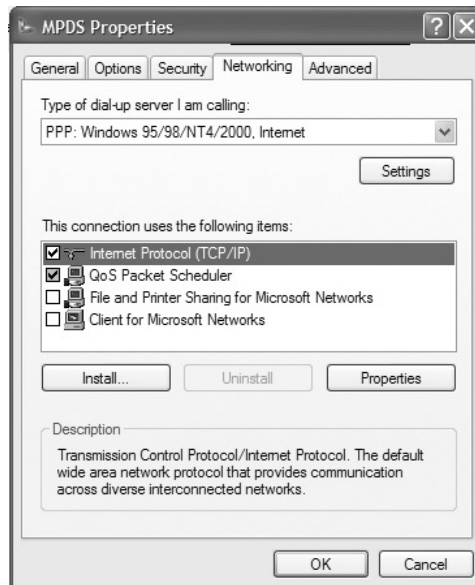 MPDS Properties
General Options Security Networking Advanced
Type of dial-up server I am calling:
PPP: Windows 95/98/NT4/2000, Internet
Settings
This connection uses the following items:
Internet Protocol (TCP/IP)
QoS Packet Scheduler
File and Printer Sharing for Microsoft Networks
Client for Microsoft Networks
Install... Uninstall Properties
Description
Transmission Control Protocol/Internet Protocol. The default
wide area network protocol that provides communication
across diverse interconnected networks.
OK Cancel